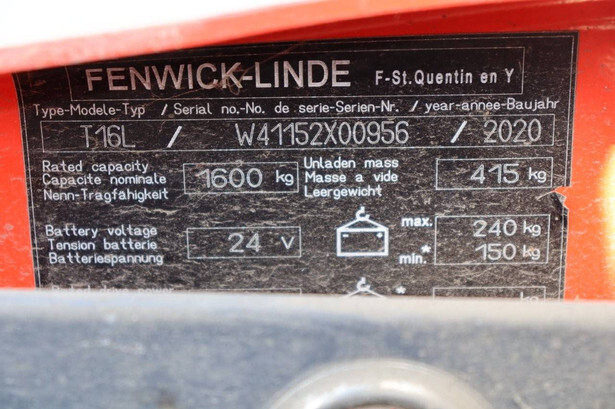 FENWICK-LINDE F-St.Quentin en Y
Type-Modele-Typ / Serial no.-No. de serie-Serien-Nr. / year-annee-Baujahr
T16L / W41152X00956 / 2020
Rated capacity
Capacite nominale
Nenn-Tragfähigkeit
1600 kg
Unladen mass
Masse a vide
Leergewicht
415 kg
Battery voltage
Tension batterie
Batteriespannung
24 V
max. 240 kg
min.* 150 kg
*